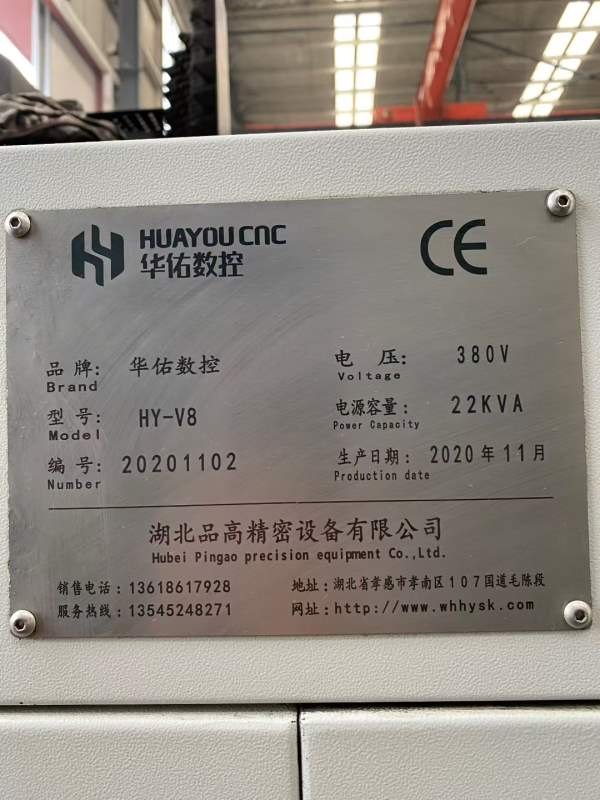 HUAYOU CNC
华佑数控
CE
品牌: 华佑数控
Brand
型号: HY-V8
Model
编号: 20201102
Number
电 压: 380V
Voltage
电源容量: 22KVA
Power Capacity
生产日期: 2020年11月
Production date
湖北品高精密设备有限公司
Hubei Pingao precision equipment Co.,Ltd.
销售电话:13618617928
服务热线:13545248271
地址:湖北省孝感市孝南区107国道毛陈段
网址:http://www.whhysk.com